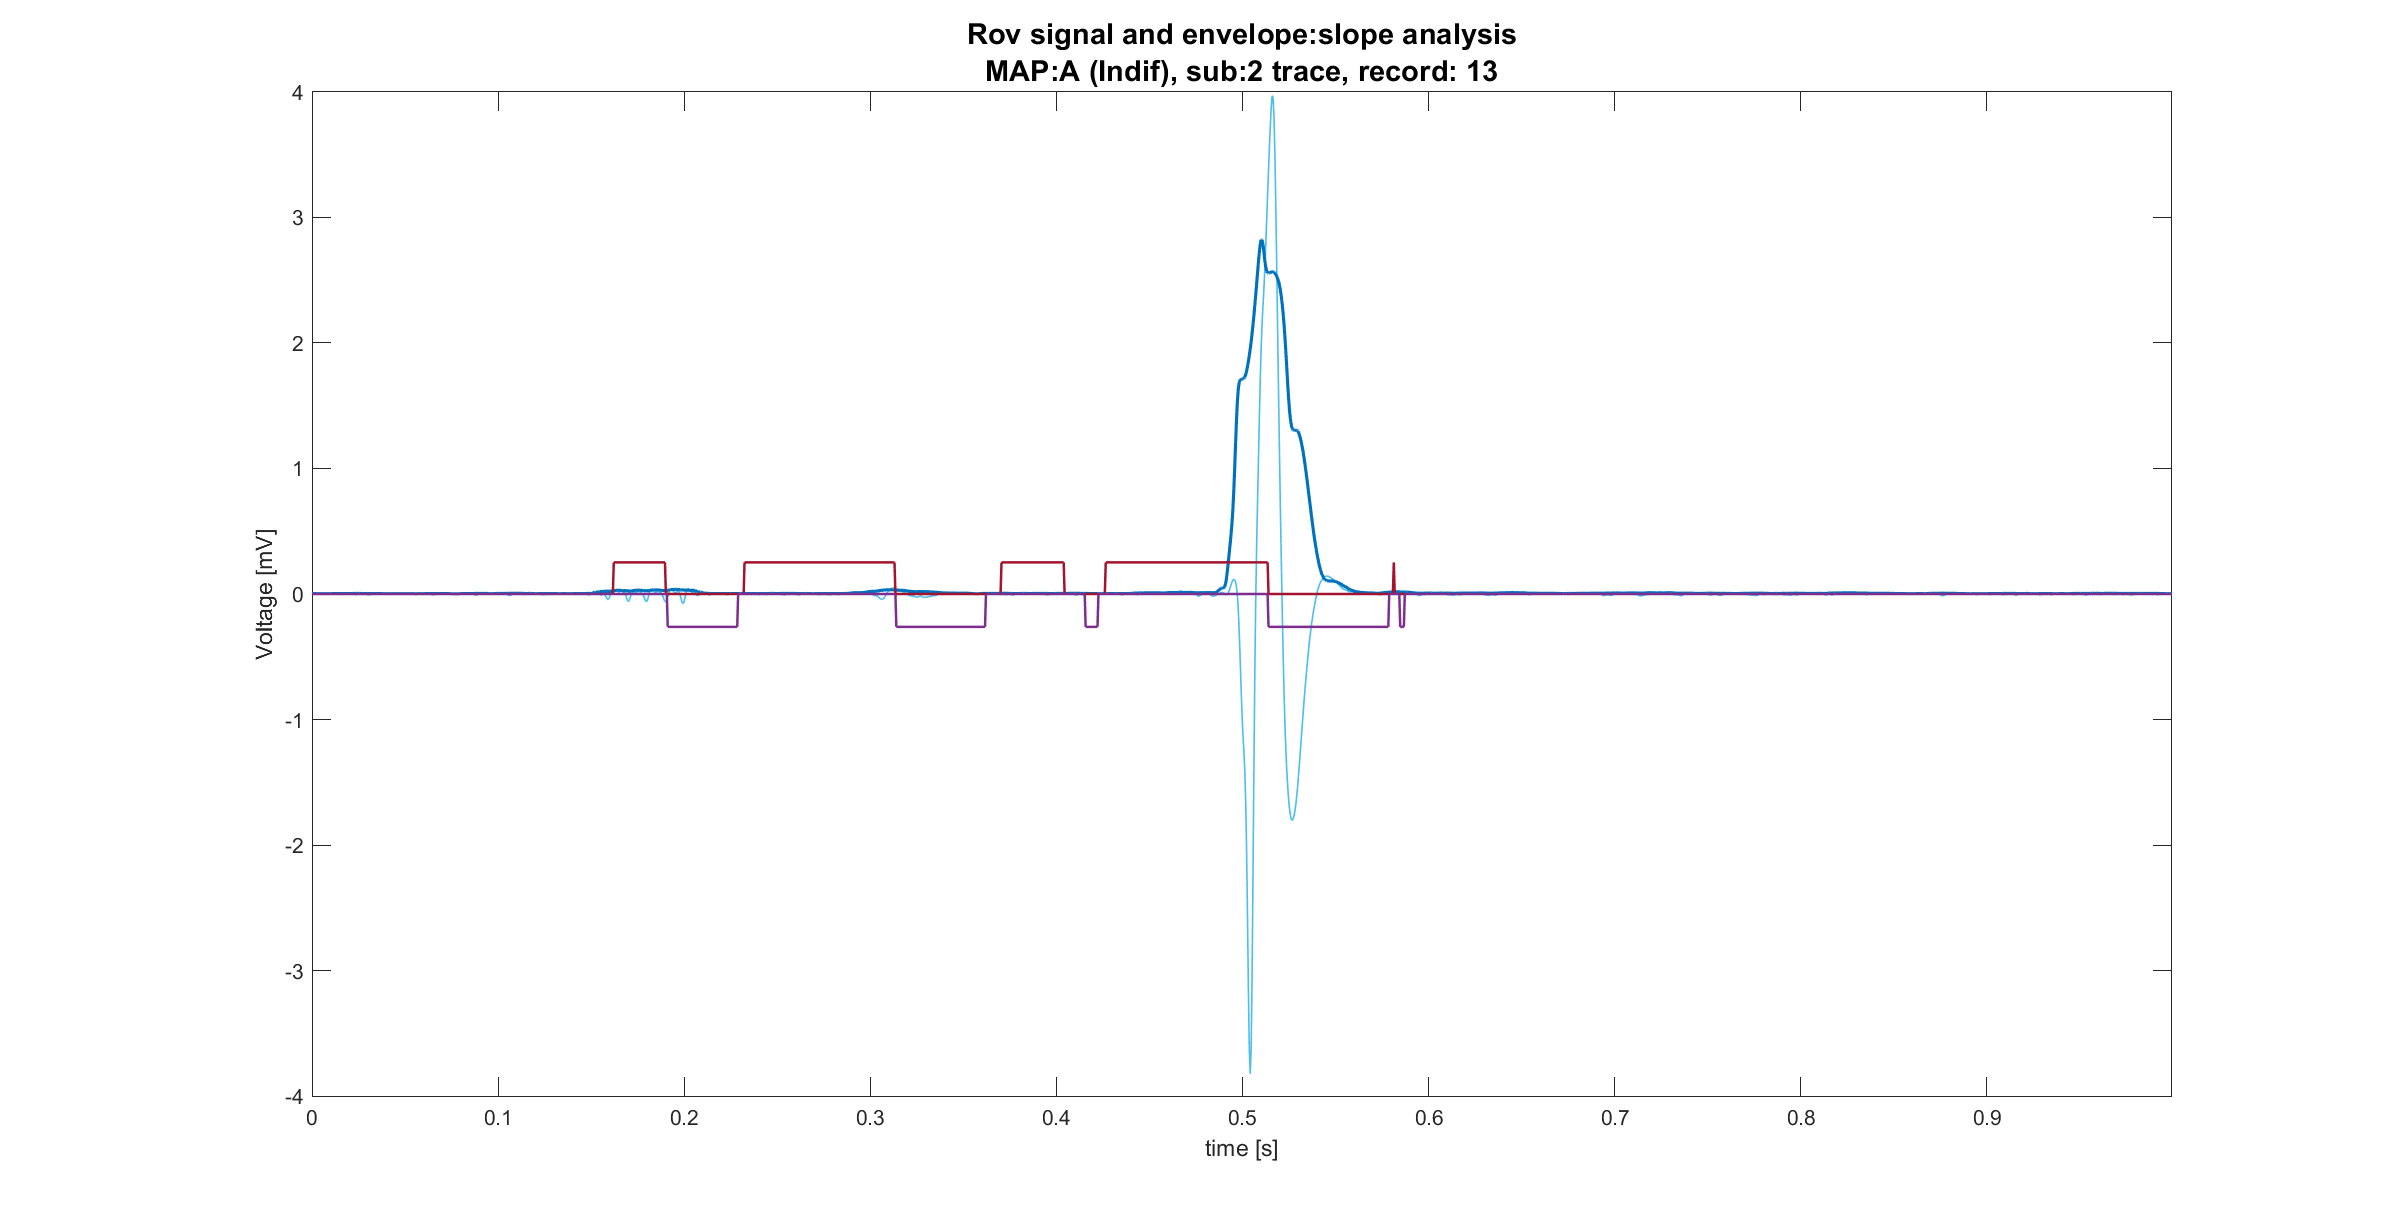 Rov signal and envelope:slope analysis
MAP:A (Indif), sub:2 trace, record: 13
4
3
2
1
0
-1
-2
-3
-4
Voltage [mV]
0 0.1 0.2 0.3 0.4 0.5 0.6 0.7 0.8 0.9
time [s]